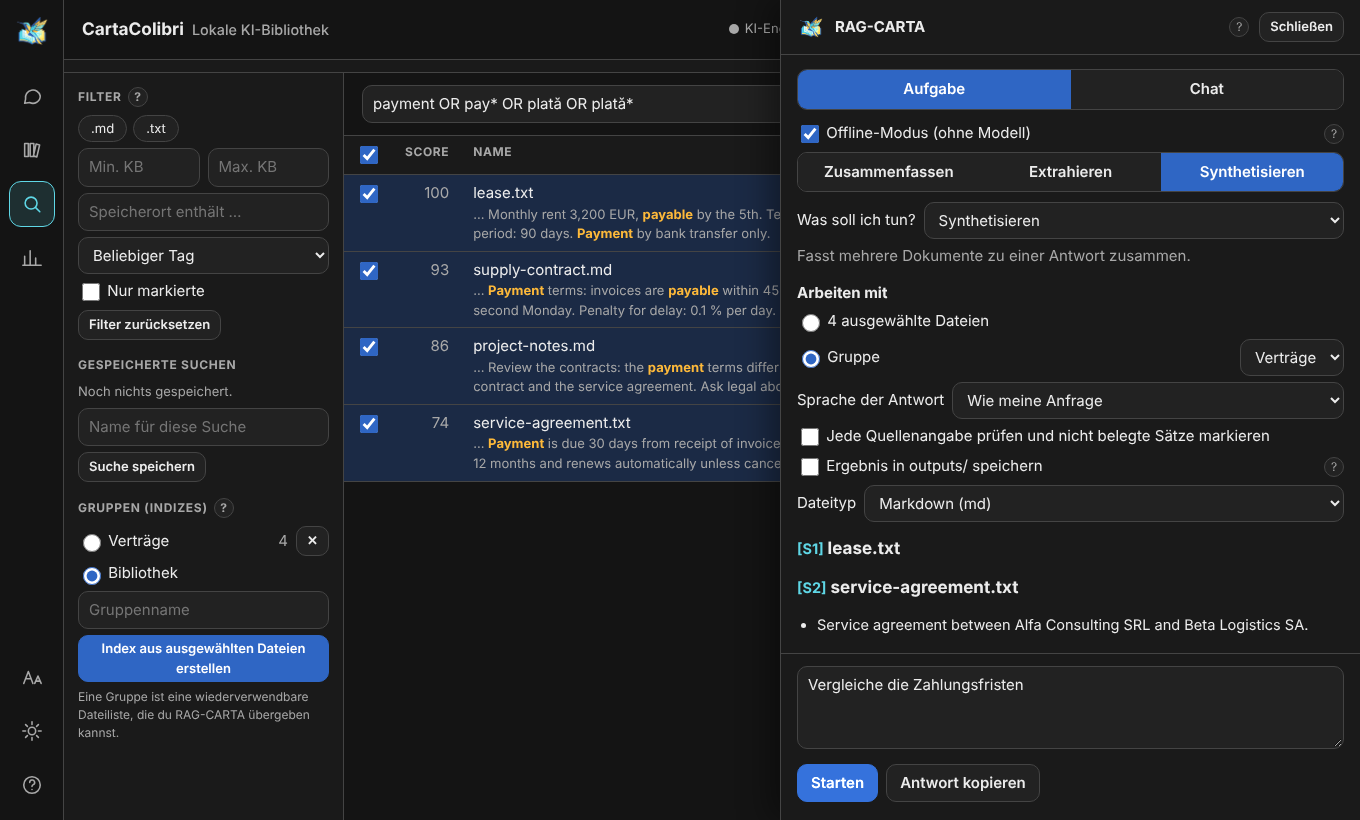 CartaColibri Lokale KI-Bibliothek
FILTER ?
.md .txt
Min. KB Max. KB
Speicherort enthält ...
Beliebiger Tag
Nur markierte
Filter zurücksetzen
GESPEICHERTE SUCHEN
Noch nichts gespeichert.
Name für diese Suche
Suche speichern
GRUPPEN (INDIZES) ?
Verträge 4 ✕
Bibliothek
Gruppenname
Index aus ausgewählten Dateien
erstellen
Eine Gruppe ist eine wiederverwendbare
Dateiliste, die du RAG-CARTA übergeben
kannst.
payment OR pay* OR plată OR plată*
SCORE NAME
100 lease.txt
... Monthly rent 3,200 EUR, payable by the 5th.
period: 90 days. Payment by bank transfer only.
93 supply-contract.md
... Payment terms: invoices are payable within 45
second Monday. Penalty for delay: 0.1 % per day.
86 project-notes.md
... Review the contracts: the payment terms differ
contract and the service agreement. Ask legal
74 service-agreement.txt
... Payment is due 30 days from receipt of invoice
12 months and renews automatically unless
RAG-CARTA ? Schließen
Aufgabe Chat
Offline-Modus (ohne Modell) ?
Zusammenfassen Extrahieren Synthetisieren
Was soll ich tun? Synthetisieren
Fasst mehrere Dokumente zu einer Antwort zusammen.
Arbeiten mit
4 ausgewählte Dateien
Gruppe Verträge
Sprache der Antwort Wie meine Anfrage
Jede Quellenangabe prüfen und nicht belegte Sätze markieren
Ergebnis in outputs/ speichern ?
Dateityp Markdown (md)
[S1] lease.txt
[S2] service-agreement.txt
• Service agreement between Alfa Consulting SRL and Beta Logistics SA.
Vergleiche die Zahlungsfristen
Starten Antwort kopieren